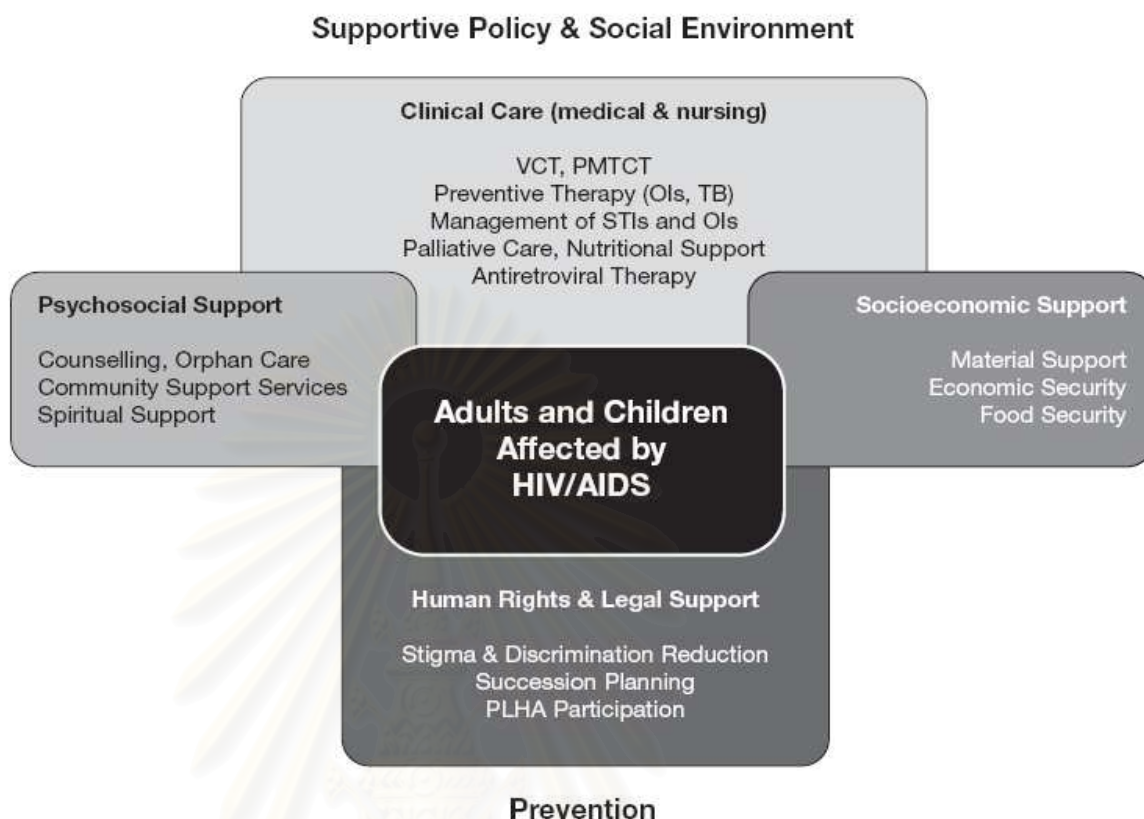 Supportive Policy & Social Environment
Clinical Care (medical & nursing)
VCT, PMTCT
Preventive Therapy (OIs, TB)
Management of STIs and OIs
Palliative Care, Nutritional Support
Antiretroviral Therapy
Psychosocial Support
Counselling, Orphan Care
Community Support Services
Spiritual Support
Socioeconomic Support
Material Support
Economic Security
Food Security
Adults and Children
Affected by
HIV/AIDS
Human Rights & Legal Support
Stigma & Discrimination Reduction
Succession Planning
PLHA Participation
Prevention